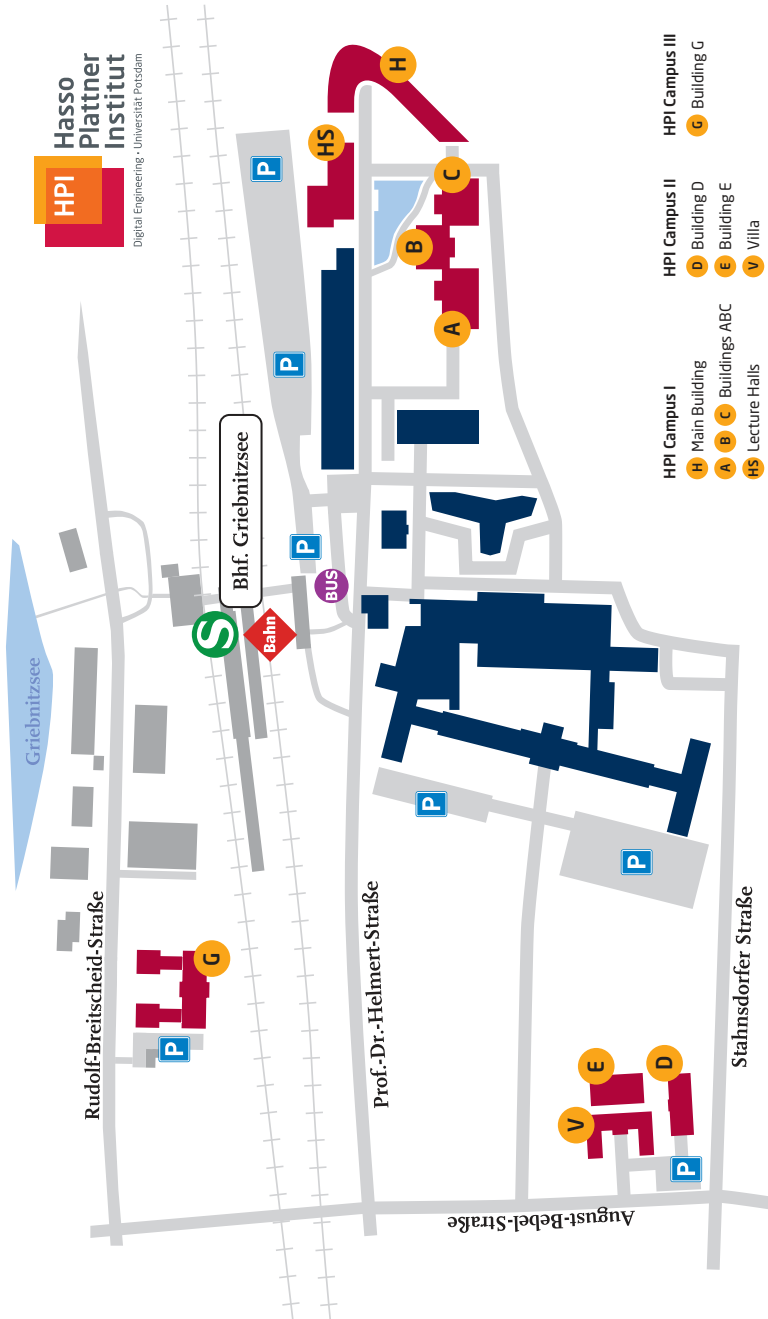 HPI
Hasso
Plattner
Institut
Digital Engineering · Universität Potsdam
Griebnitzsee
Rudolf-Breitscheid-Straße
G
P
S
Bahn
Bhf. Griebnitzsee
BUS
P
P
P
HS
H
C
B
A
Prof.-Dr.-Helmert-Straße
P
P
August-Bebel-Straße
V
E
D
P
Stahnsdorfer Straße
HPI Campus I
H Main Building
A B C Buildings ABC
HS Lecture Halls
HPI Campus II
D Building D
E Building E
V Villa
HPI Campus III
G Building G